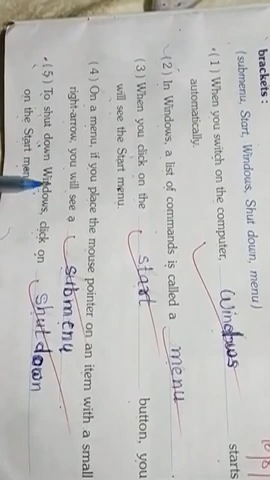 brackets :
(submenu, Start, Windows, Shut down, menu)
(1) When you switch on the computer, Windows starts
automatically.
(2) In Windows, a list of commands is called a menu
(3) When you click on the start button, you
will see the Start menu.
(4) On a menu, if you place the mouse pointer on an item with a small
right-arrow, you will see a submenu
(5) To shut down Windows, click on Shutdown
on the Start men